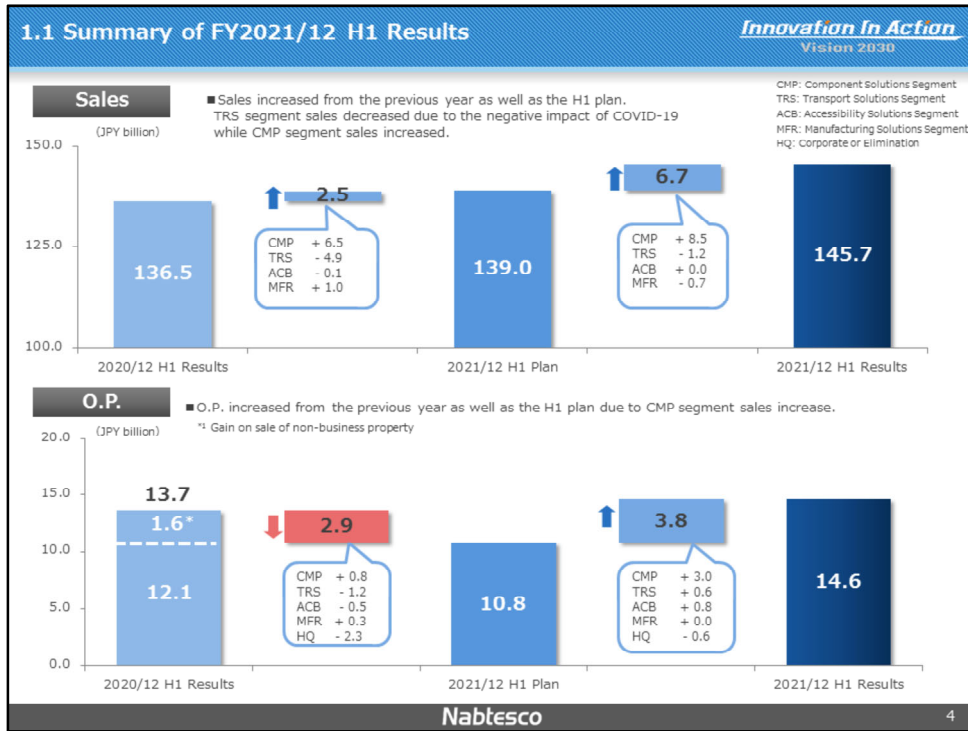 1.1 Summary of FY2021/12 H1 Results
Innovation In Action
Vision 2030
Sales
(JPY billion)
■Sales increased from the previous year as well as the H1 plan.
TRS segment sales decreased due to the negative impact of COVID-19
while CMP segment sales increased.
CMP: Component Solutions Segment
TRS: Transport Solutions Segment
ACB: Accessibility Solutions Segment
MFR: Manufacturing Solutions Segment
HQ: Corporate or Elimination
150.0
125.0
100.0
136.5
2.5
CMP + 6.5
TRS - 4.9
ACB - 0.1
MFR + 1.0
139.0
6.7
CMP + 8.5
TRS - 1.2
ACB + 0.0
MFR - 0.7
145.7
2020/12 H1 Results
2021/12 H1 Plan
2021/12 H1 Results
O.P.
(JPY billion)
■O.P. increased from the previous year as well as the H1 plan due to CMP segment sales increase.
*1 Gain on sale of non-business property
20.0
15.0
10.0
5.0
0.0
13.7
1.6*
12.1
2.9
CMP + 0.8
TRS - 1.2
ACB - 0.5
MFR + 0.3
HQ - 2.3
10.8
3.8
CMP + 3.0
TRS + 0.6
ACB + 0.8
MFR + 0.0
HQ - 0.6
14.6
2020/12 H1 Results
2021/12 H1 Plan
2021/12 H1 Results
Nabtesco
4